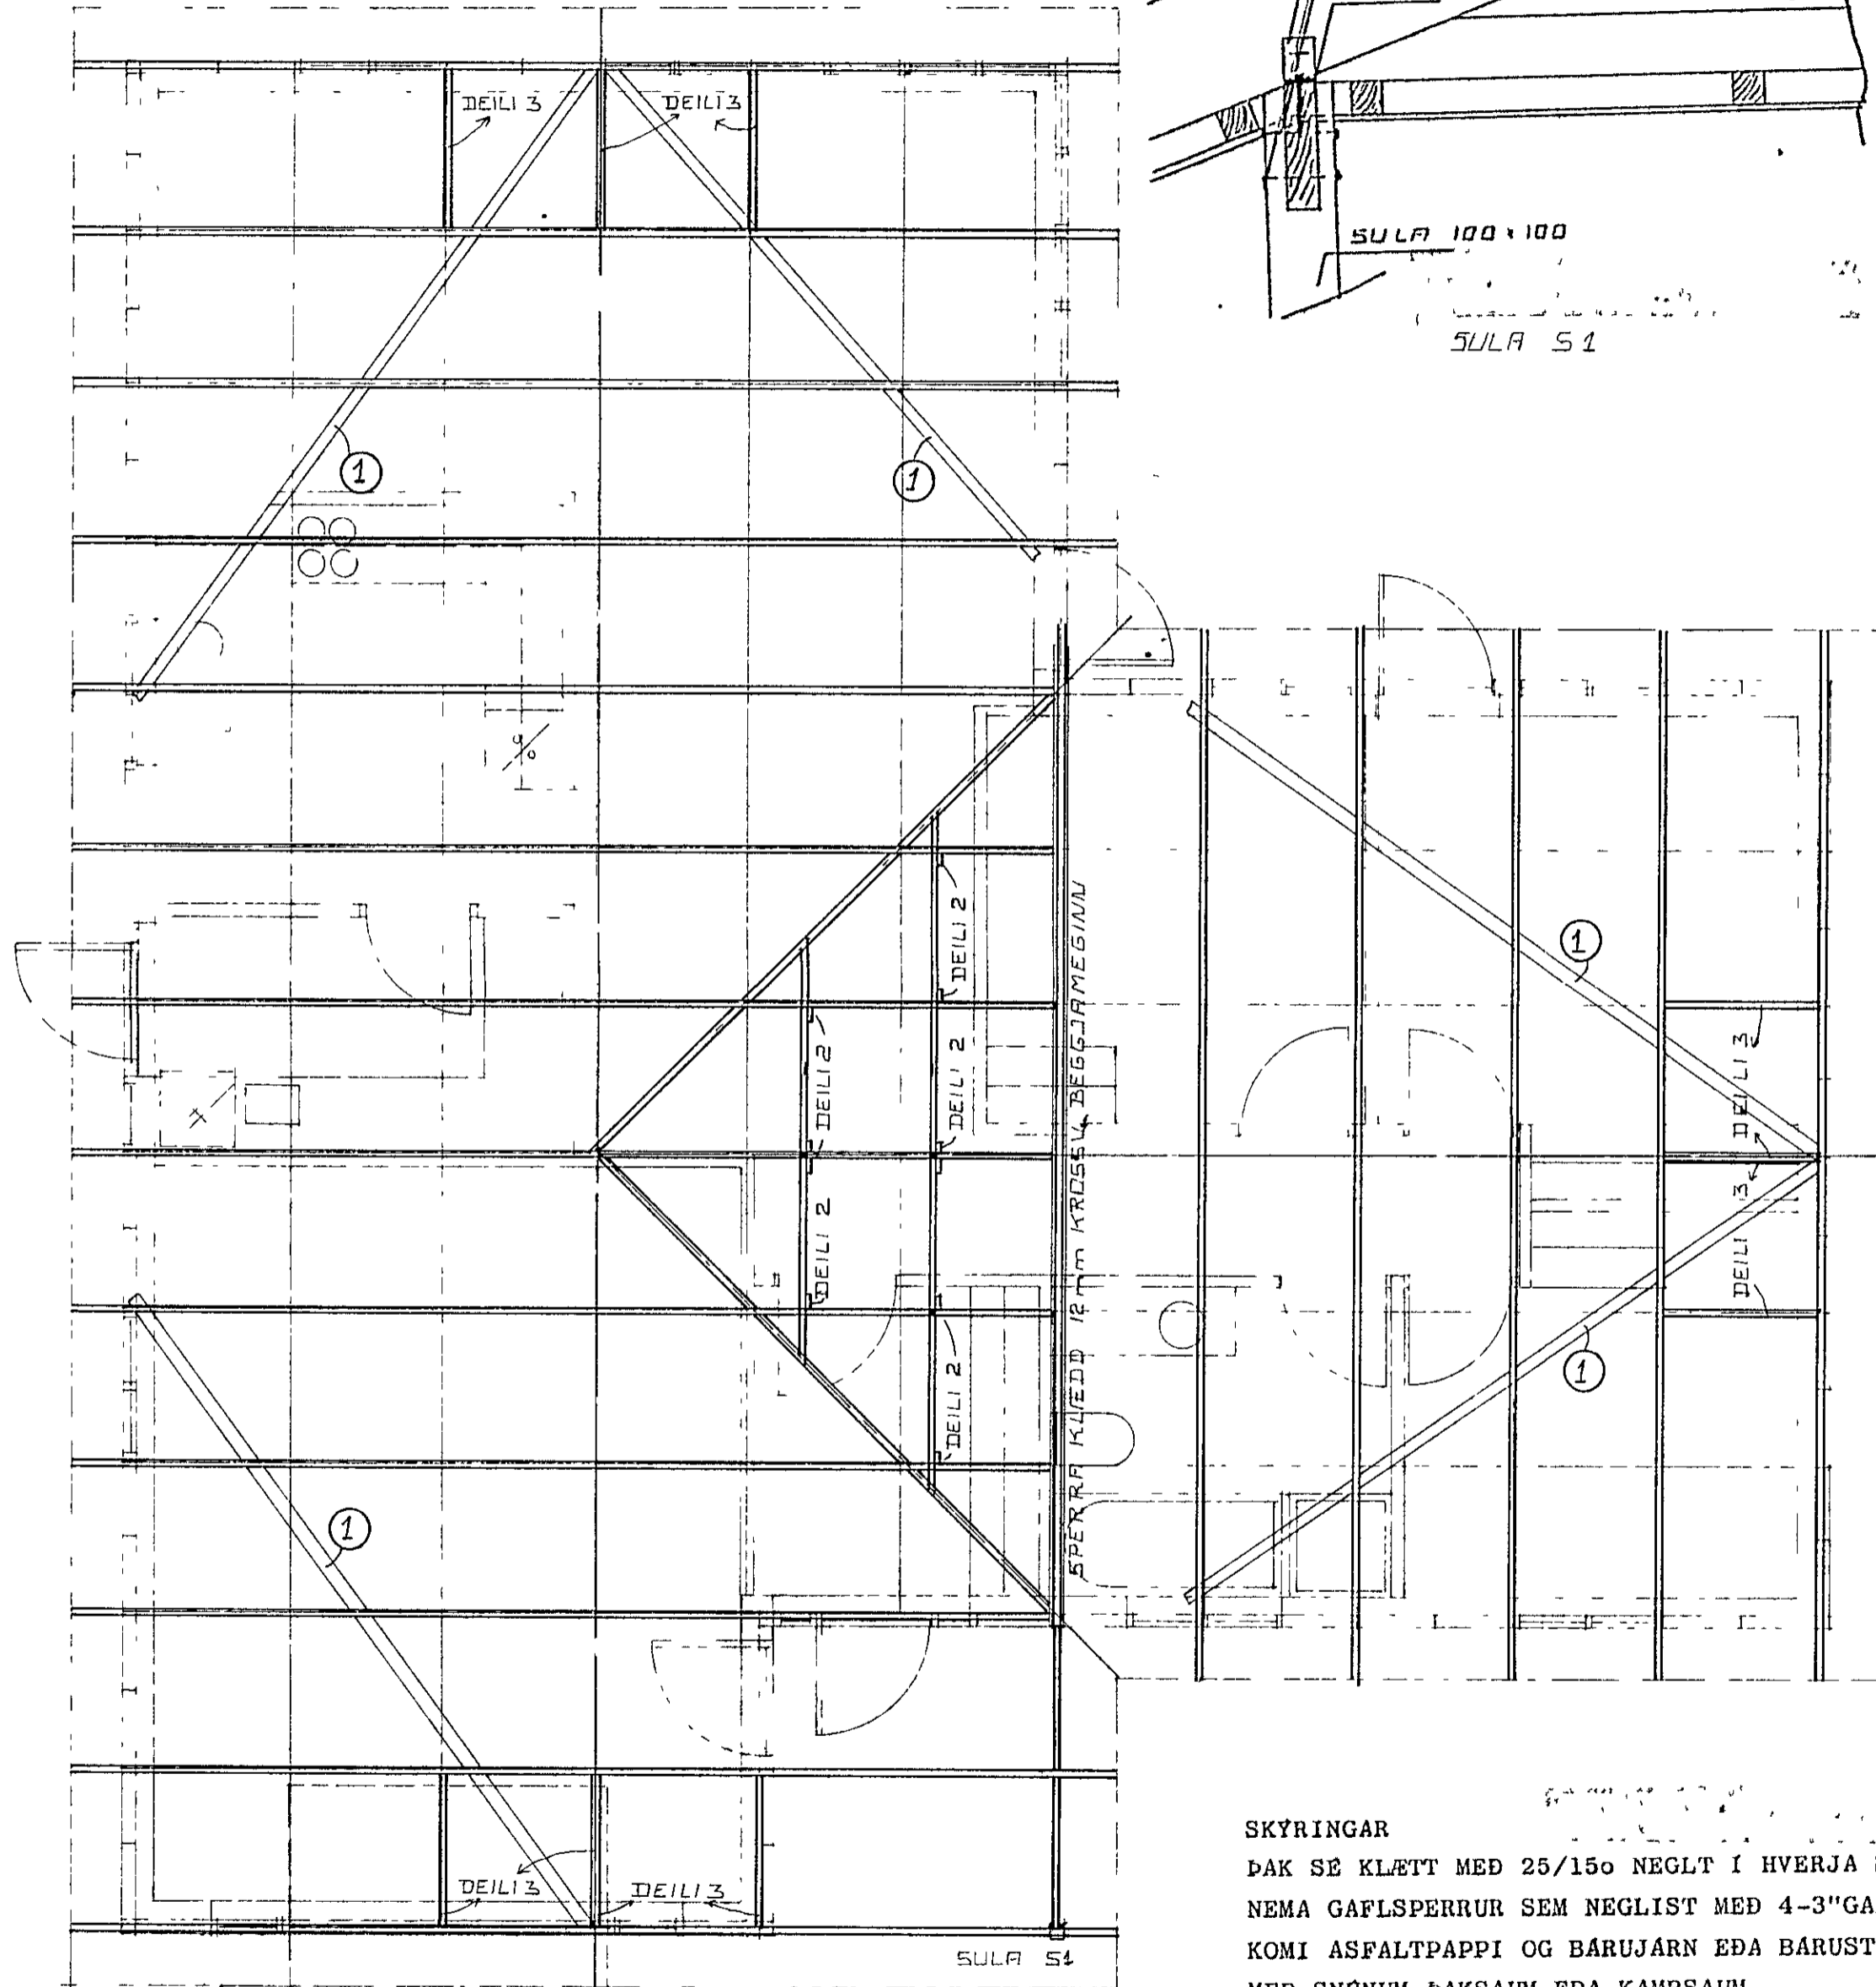 DEILI 3
DEILI 3
SULA 100 x 100
SULA S1
1
1
DEILI 2
DEILI 2
DEILI 2
DEILI 2
DEILI 2
DEILI 2
SPERRA KLÆDD 12mm KROSSV. BEGGJAMEGINN
1
DEILI 3
DEILI 3
1
1
DEILI 3
DEILI 3
SULA S1
SKÝRINGAR
ÞAK SÉ KLÆTT MEÐ 25/15o NEGLT Í HVERJA
NEMA GAFLSPERRUR SEM NEGLIST MEÐ 4-3"GA
KOMI ASFALTPAPPI OG BÁRUJÁRN EÐA BÁRUST